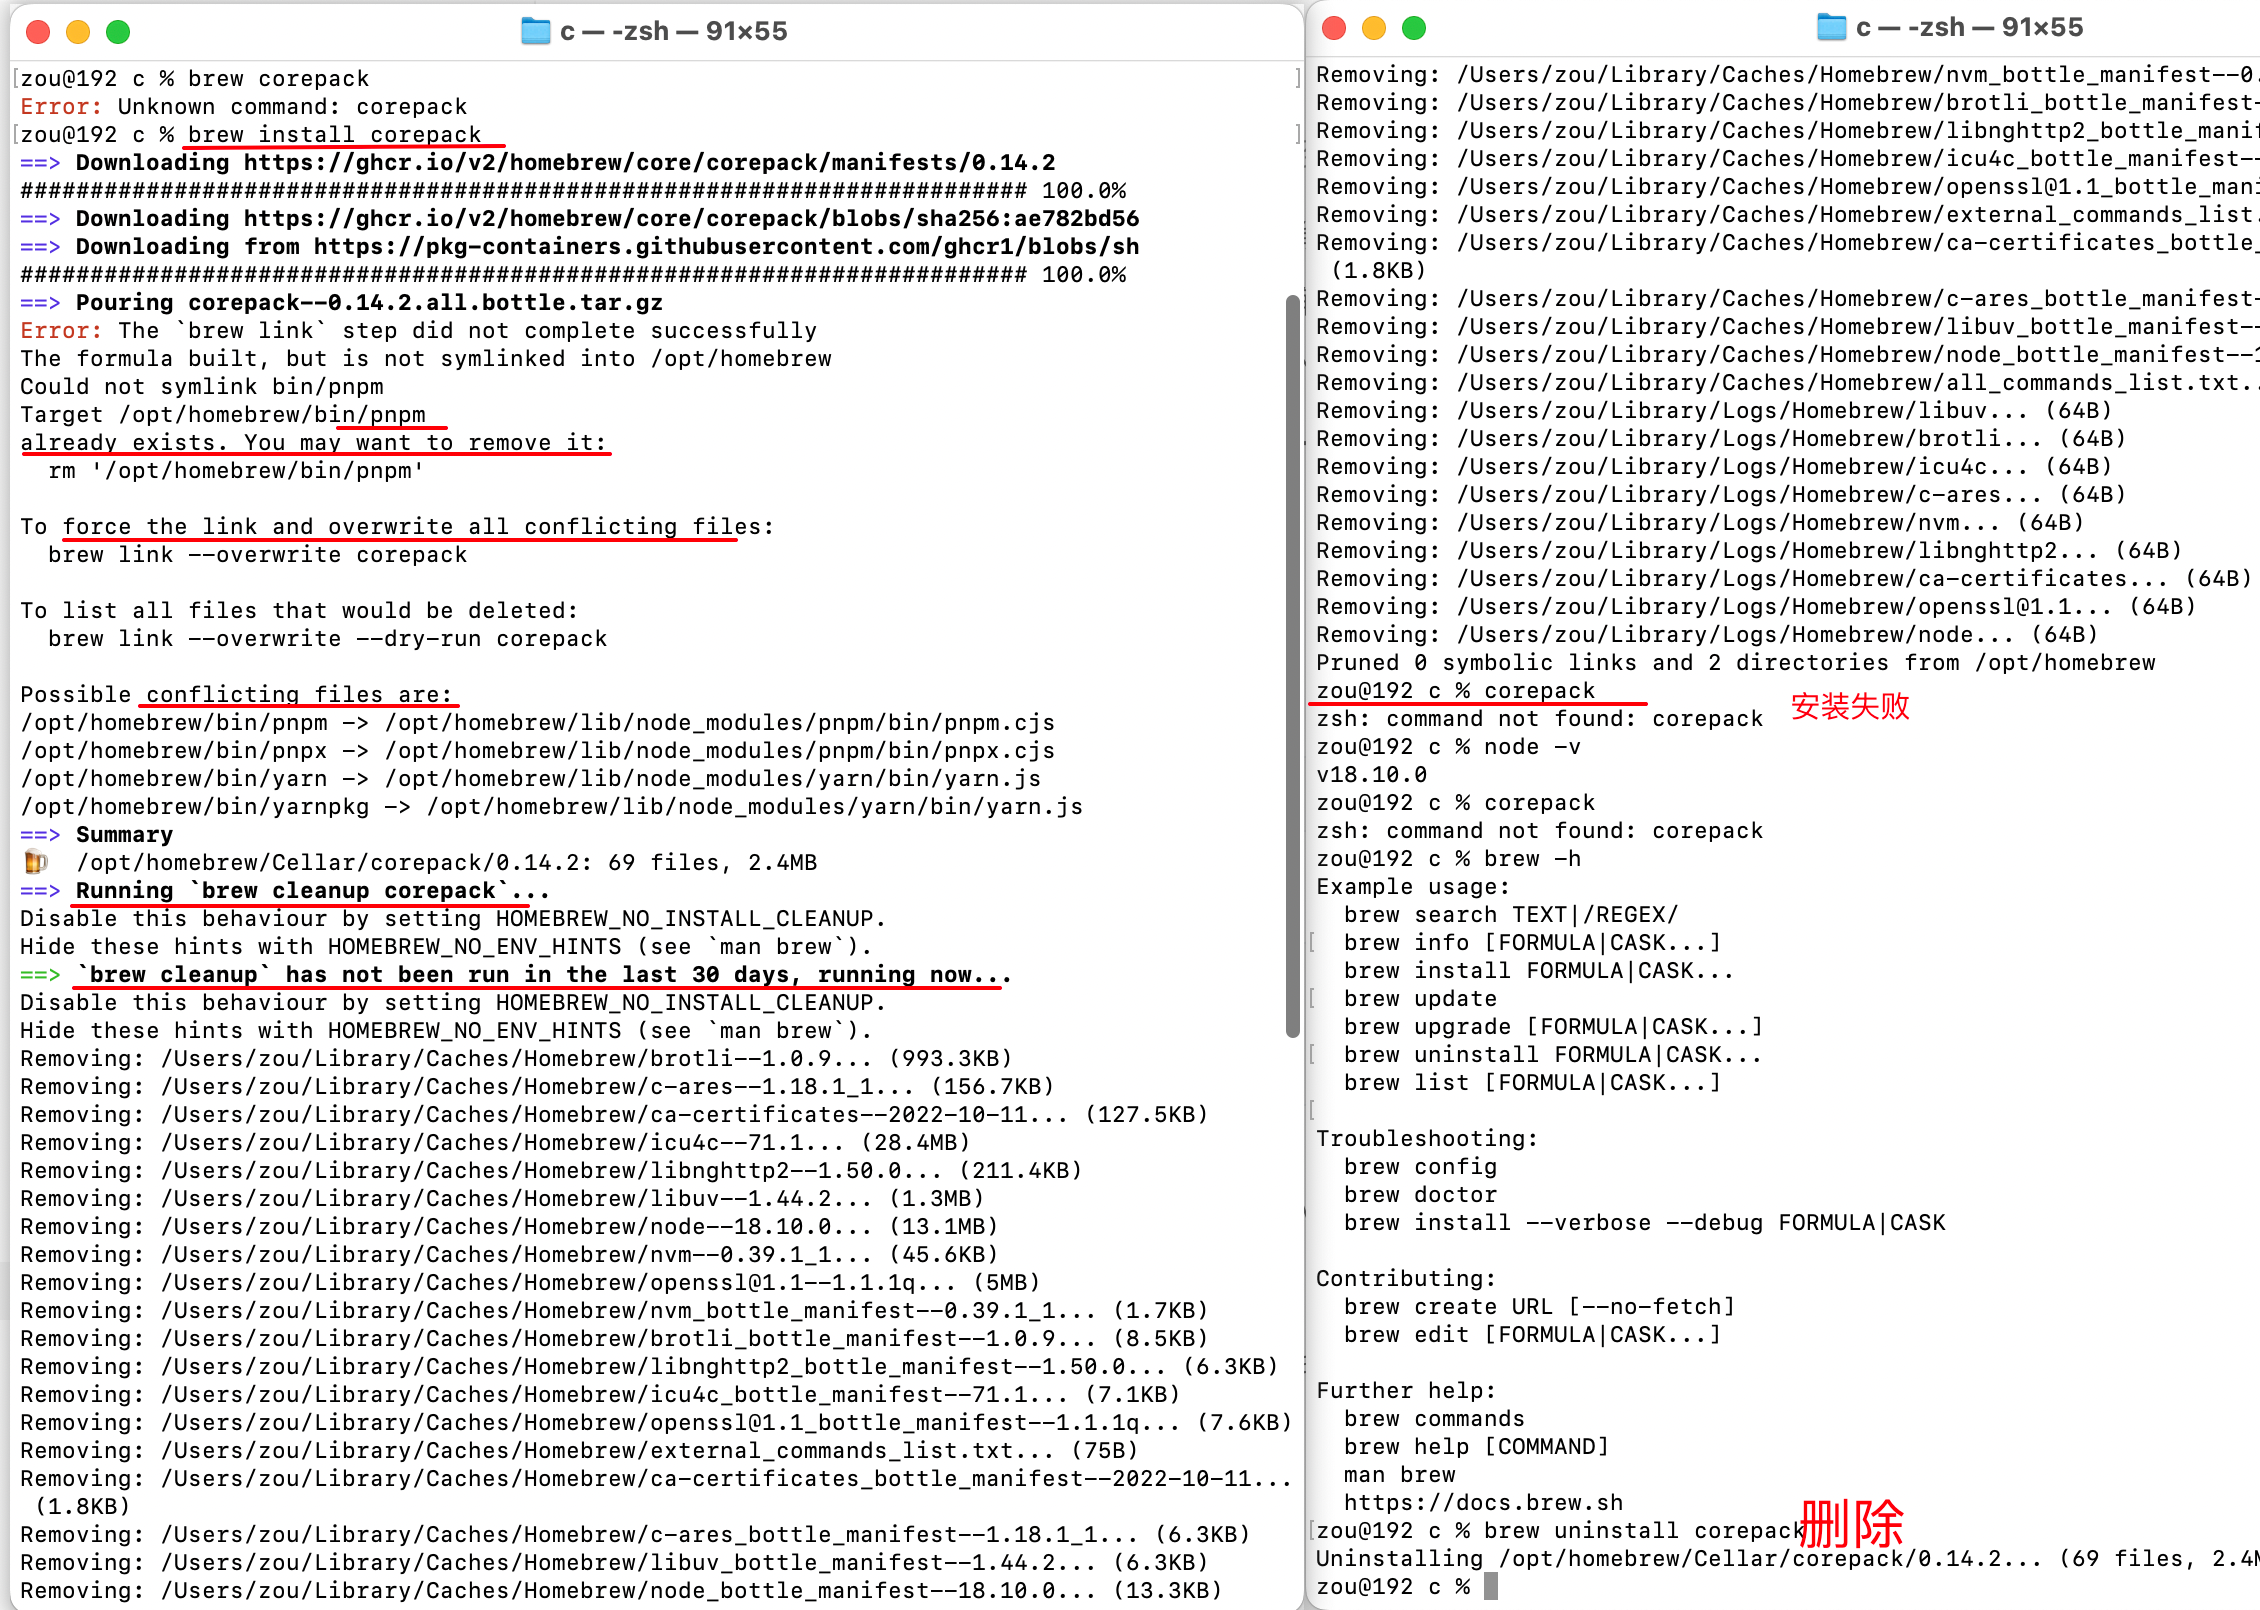 c — -zsh — 91×55
[zou@192 c % brew corepack ]
Error: Unknown command: corepack
[zou@192 c % brew install corepack ]
==> Downloading https://ghcr.io/v2/homebrew/core/corepack/manifests/0.14.2
######################################################################## 100.0%
==> Downloading https://ghcr.io/v2/homebrew/core/corepack/blobs/sha256:ae782bd56
==> Downloading from https://pkg-containers.githubusercontent.com/ghcr1/blobs/sh
######################################################################## 100.0%
==> Pouring corepack--0.14.2.all.bottle.tar.gz
Error: The `brew link` step did not complete successfully
The formula built, but is not symlinked into /opt/homebrew
Could not symlink bin/pnpm
Target /opt/homebrew/bin/pnpm
already exists. You may want to remove it:
  rm '/opt/homebrew/bin/pnpm'
To force the link and overwrite all conflicting files:
  brew link --overwrite corepack
To list all files that would be deleted:
  brew link --overwrite --dry-run corepack
Possible conflicting files are:
/opt/homebrew/bin/pnpm -> /opt/homebrew/lib/node_modules/pnpm/bin/pnpm.cjs
/opt/homebrew/bin/pnpx -> /opt/homebrew/lib/node_modules/pnpm/bin/pnpx.cjs
/opt/homebrew/bin/yarn -> /opt/homebrew/lib/node_modules/yarn/bin/yarn.js
/opt/homebrew/bin/yarnpkg -> /opt/homebrew/lib/node_modules/yarn/bin/yarn.js
==> Summary
🍺  /opt/homebrew/Cellar/corepack/0.14.2: 69 files, 2.4MB
==> Running `brew cleanup corepack`...
Disable this behaviour by setting HOMEBREW_NO_INSTALL_CLEANUP.
Hide these hints with HOMEBREW_NO_ENV_HINTS (see `man brew`).
==> `brew cleanup` has not been run in the last 30 days, running now...
Disable this behaviour by setting HOMEBREW_NO_INSTALL_CLEANUP.
Hide these hints with HOMEBREW_NO_ENV_HINTS (see `man brew`).
Removing: /Users/zou/Library/Caches/Homebrew/brotli--1.0.9... (993.3KB)
Removing: /Users/zou/Library/Caches/Homebrew/c-ares--1.18.1_1... (156.7KB)
Removing: /Users/zou/Library/Caches/Homebrew/ca-certificates--2022-10-11... (127.5KB)
Removing: /Users/zou/Library/Caches/Homebrew/icu4c--71.1... (28.4MB)
Removing: /Users/zou/Library/Caches/Homebrew/libnghttp2--1.50.0... (211.4KB)
Removing: /Users/zou/Library/Caches/Homebrew/libuv--1.44.2... (1.3MB)
Removing: /Users/zou/Library/Caches/Homebrew/node--18.10.0... (13.1MB)
Removing: /Users/zou/Library/Caches/Homebrew/nvm--0.39.1_1... (45.6KB)
Removing: /Users/zou/Library/Caches/Homebrew/openssl@1.1--1.1.1q... (5MB)
Removing: /Users/zou/Library/Caches/Homebrew/nvm_bottle_manifest--0.39.1_1... (1.7KB)
Removing: /Users/zou/Library/Caches/Homebrew/brotli_bottle_manifest--1.0.9... (8.5KB)
Removing: /Users/zou/Library/Caches/Homebrew/libnghttp2_bottle_manifest--1.50.0... (6.3KB)
Removing: /Users/zou/Library/Caches/Homebrew/icu4c_bottle_manifest--71.1... (7.1KB)
Removing: /Users/zou/Library/Caches/Homebrew/openssl@1.1_bottle_manifest--1.1.1q... (7.6KB)
Removing: /Users/zou/Library/Caches/Homebrew/external_commands_list.txt... (75B)
Removing: /Users/zou/Library/Caches/Homebrew/ca-certificates_bottle_manifest--2022-10-11...
 (1.8KB)
Removing: /Users/zou/Library/Caches/Homebrew/c-ares_bottle_manifest--1.18.1_1... (6.3KB)
Removing: /Users/zou/Library/Caches/Homebrew/libuv_bottle_manifest--1.44.2... (6.3KB)
Removing: /Users/zou/Library/Caches/Homebrew/node_bottle_manifest--18.10.0... (13.3KB)
c — -zsh — 91×55
Removing: /Users/zou/Library/Caches/Homebrew/nvm_bottle_manifest--0.
Removing: /Users/zou/Library/Caches/Homebrew/brotli_bottle_manifest-
Removing: /Users/zou/Library/Caches/Homebrew/libnghttp2_bottle_manif
Removing: /Users/zou/Library/Caches/Homebrew/icu4c_bottle_manifest--
Removing: /Users/zou/Library/Caches/Homebrew/openssl@1.1_bottle_mani
Removing: /Users/zou/Library/Caches/Homebrew/external_commands_list.
Removing: /Users/zou/Library/Caches/Homebrew/ca-certificates_bottle_
 (1.8KB)
Removing: /Users/zou/Library/Caches/Homebrew/c-ares_bottle_manifest-
Removing: /Users/zou/Library/Caches/Homebrew/libuv_bottle_manifest--
Removing: /Users/zou/Library/Caches/Homebrew/node_bottle_manifest--1
Removing: /Users/zou/Library/Caches/Homebrew/all_commands_list.txt..
Removing: /Users/zou/Library/Logs/Homebrew/libuv... (64B)
Removing: /Users/zou/Library/Logs/Homebrew/brotli... (64B)
Removing: /Users/zou/Library/Logs/Homebrew/icu4c... (64B)
Removing: /Users/zou/Library/Logs/Homebrew/c-ares... (64B)
Removing: /Users/zou/Library/Logs/Homebrew/nvm... (64B)
Removing: /Users/zou/Library/Logs/Homebrew/libnghttp2... (64B)
Removing: /Users/zou/Library/Logs/Homebrew/ca-certificates... (64B)
Removing: /Users/zou/Library/Logs/Homebrew/openssl@1.1... (64B)
Removing: /Users/zou/Library/Logs/Homebrew/node... (64B)
Pruned 0 symbolic links and 2 directories from /opt/homebrew
zou@192 c % corepack
安装失败
zsh: command not found: corepack
zou@192 c % node -v
v18.10.0
zou@192 c % corepack
zsh: command not found: corepack
zou@192 c % brew -h
Example usage:
  brew search TEXT|/REGEX/
[ brew info [FORMULA|CASK...]
  brew install FORMULA|CASK...
[ brew update
  brew upgrade [FORMULA|CASK...]
[ brew uninstall FORMULA|CASK...
  brew list [FORMULA|CASK...]
[
Troubleshooting:
  brew config
  brew doctor
  brew install --verbose --debug FORMULA|CASK
Contributing:
  brew create URL [--no-fetch]
  brew edit [FORMULA|CASK...]
Further help:
  brew commands
  brew help [COMMAND]
  man brew
  https://docs.brew.sh
[zou@192 c % brew uninstall corepack 删除
Uninstalling /opt/homebrew/Cellar/corepack/0.14.2... (69 files, 2.4M
zou@192 c %